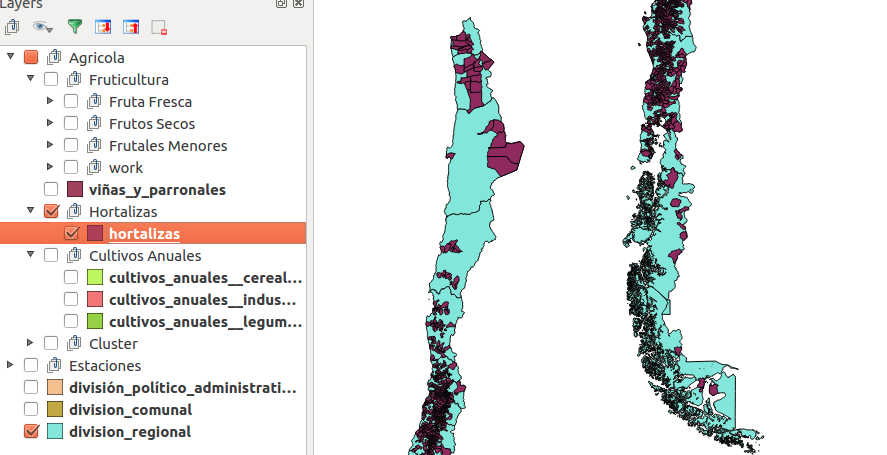 Layers
Agricola
Fruticultura
Fruta Fresca
Frutos Secos
Frutales Menores
work
viñas_y_parronales
Hortalizas
hortalizas
Cultivos Anuales
cultivos_anuales__cereal...
cultivos_anuales__indus...
cultivos_anuales__legum...
Cluster
Estaciones
división_político_administrati...
division_comunal
division_regional